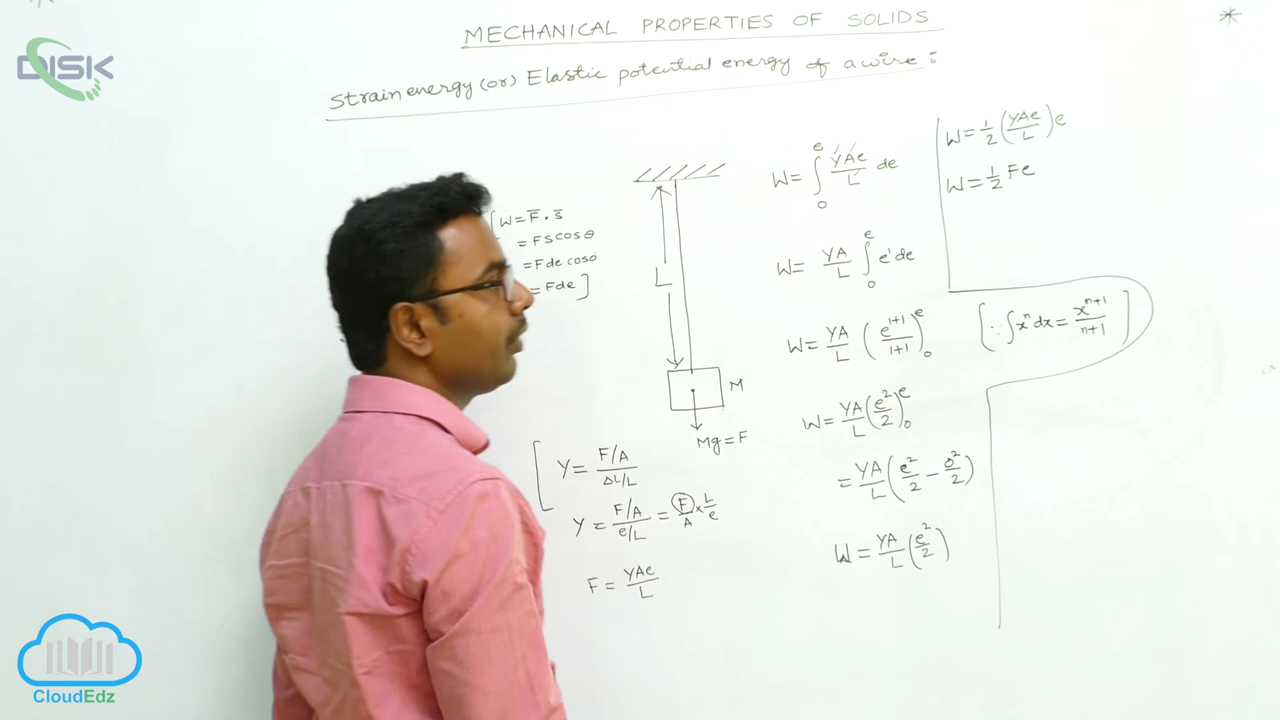 MECHANICAL PROPERTIES OF SOLIDS
DISK
Strain energy (or) Elastic potential energy of a wire :
[W = F̅ . s̅
= FS cos θ
= F de cos o
= F de ]
L
M
Mg = F
[ Y = F/A / ΔL/L
Y = F/A / e/L = F/A × L/e
F = YAe/L
W = ∫₀ᵉ YAe/L de
W = YA/L ∫₀ᵉ e¹ de
W = YA/L (e¹⁺¹/1+1)₀ᵉ
[∵ ∫xⁿ dx = xⁿ⁺¹/n+1 ]
W = YA/L (e²/2)₀ᵉ
= YA/L (e²/2 − 0²/2)
W = YA/L (e²/2)
W = 1/2 (YAe/L) e
W = 1/2 Fe
CloudEdz